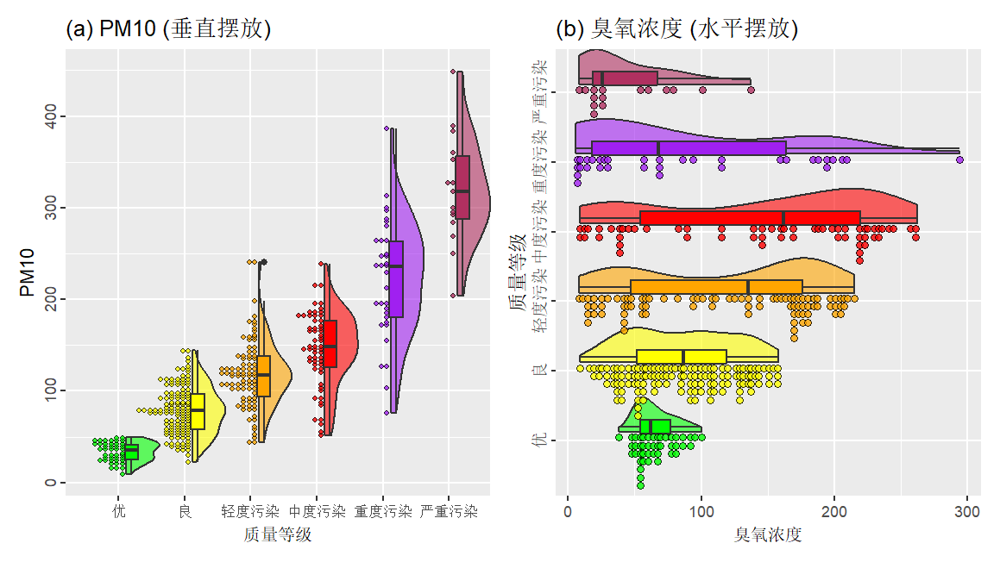 (a) PM10 (垂直摆放)
PM10
400
300
200
100
0
优 良 轻度污染 中度污染 重度污染 严重污染
质量等级
(b) 臭氧浓度 (水平摆放)
质量等级
严重污染
重度污染
中度污染
轻度污染
良
优
0 100 200 300
臭氧浓度